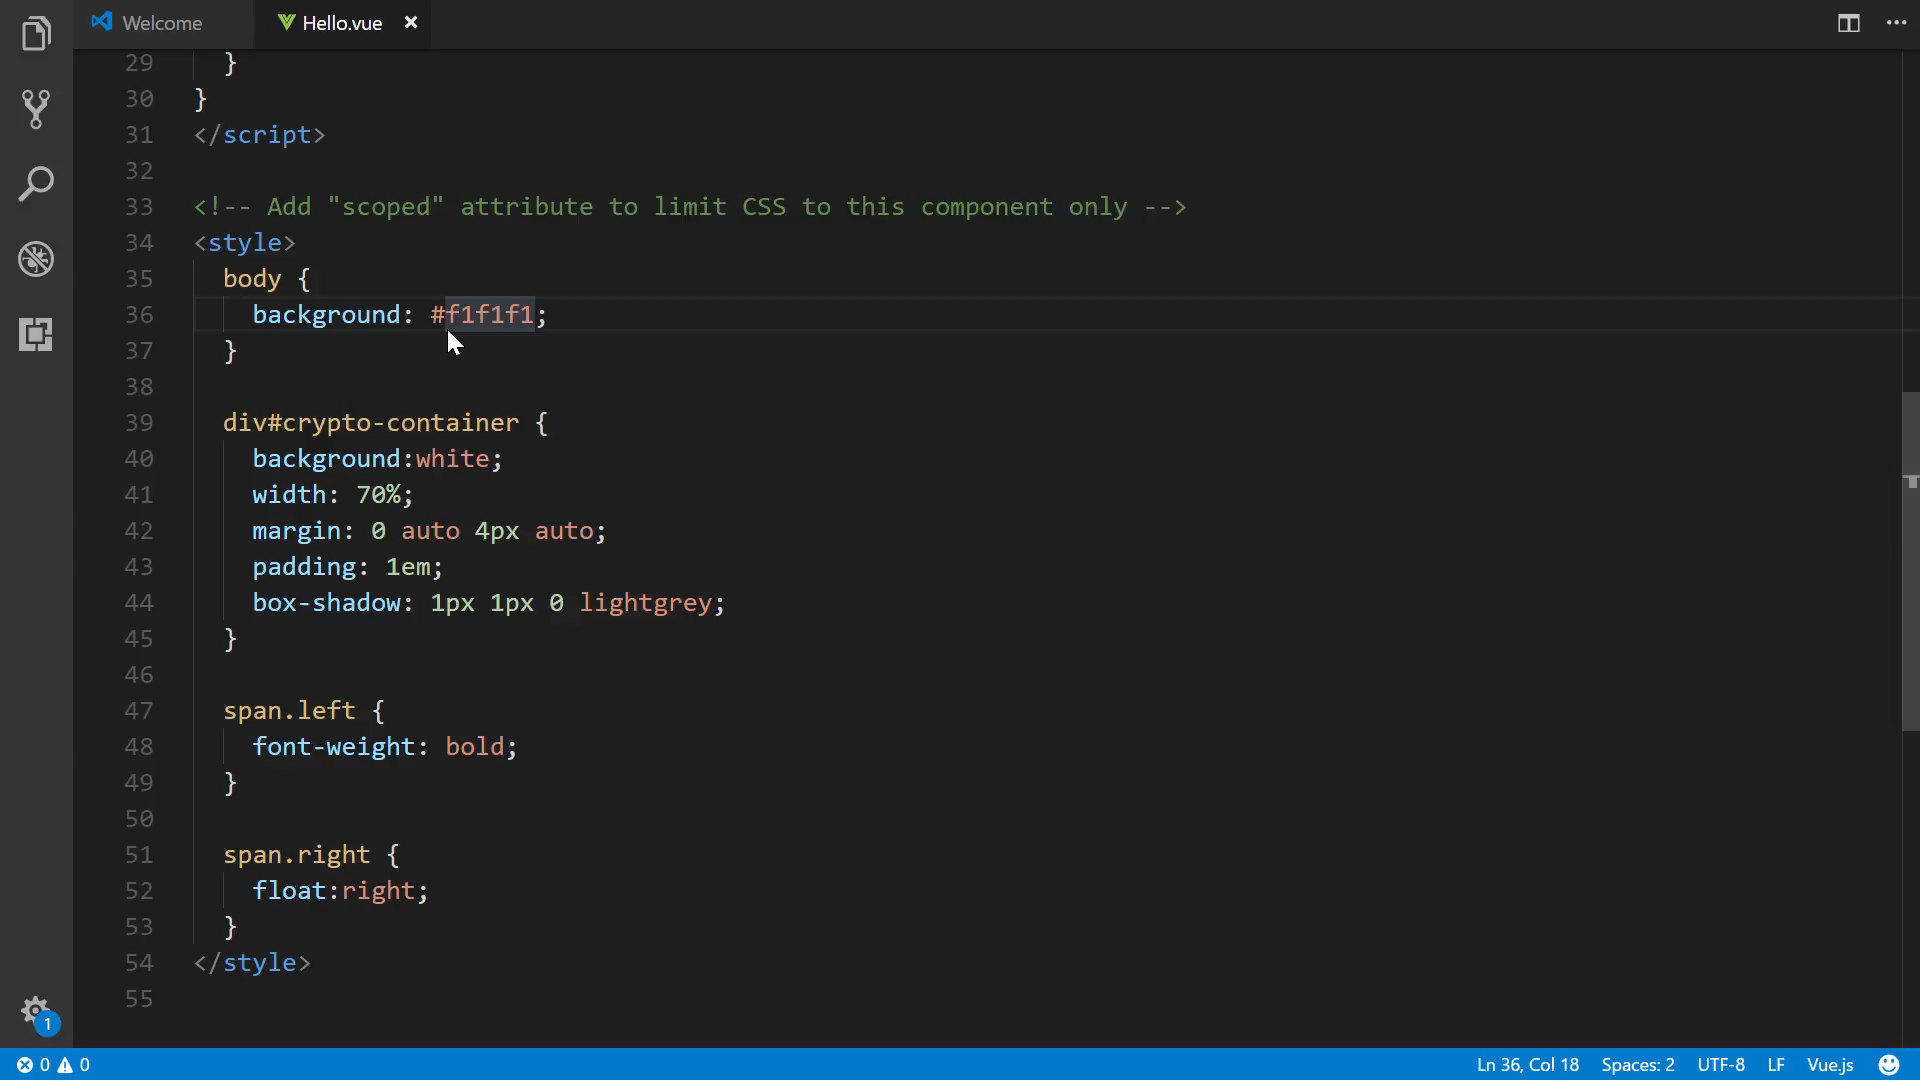 Welcome
Hello.vue
29 }
30 }
31 </script>
32
33 <!-- Add "scoped" attribute to limit CSS to this component only -->
34 <style>
35 body {
36 background: #f1f1f1;
37 }
38
39 div#crypto-container {
40 background:white;
41 width: 70%;
42 margin: 0 auto 4px auto;
43 padding: 1em;
44 box-shadow: 1px 1px 0 lightgrey;
45 }
46
47 span.left {
48 font-weight: bold;
49 }
50
51 span.right {
52 float:right;
53 }
54 </style>
55
1
0 0
Ln 36, Col 18 Spaces: 2 UTF-8 LF Vue.js